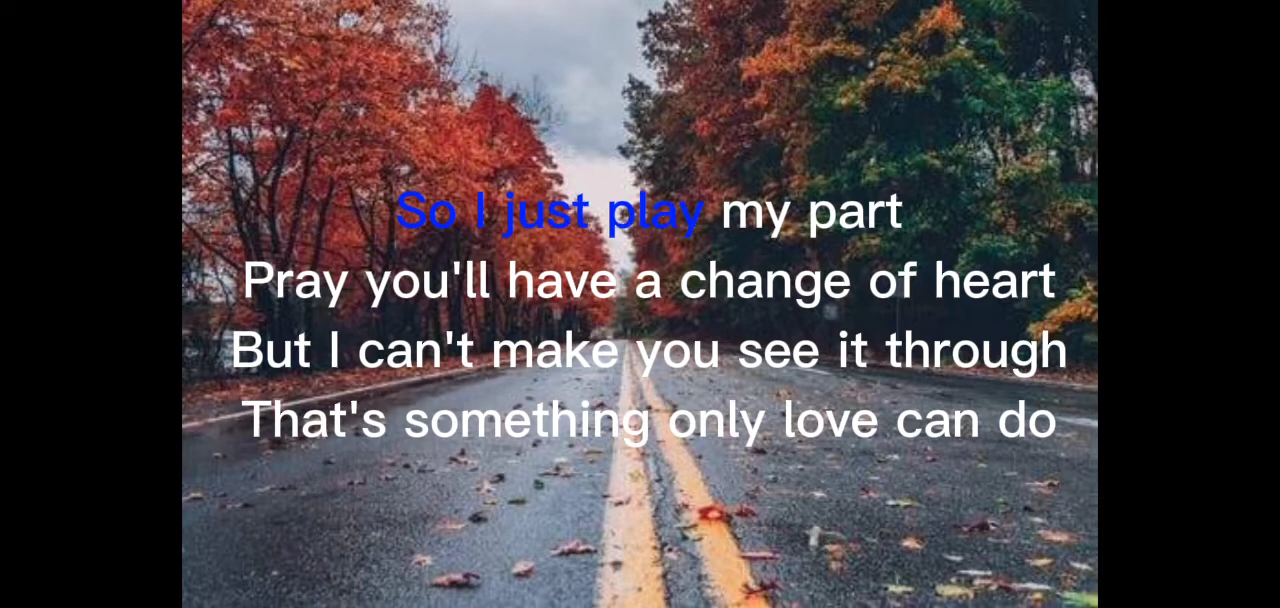 So I just play my part
Pray you'll have a change of heart
But I can't make you see it through
That's something only love can do